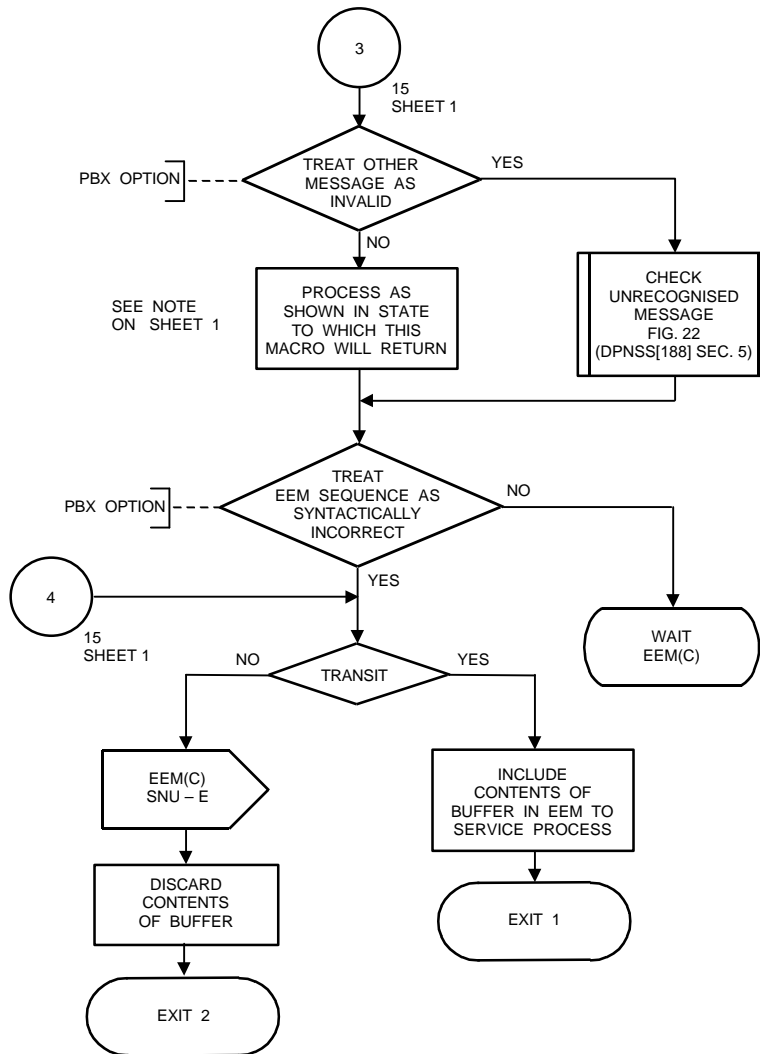 3
15
SHEET 1
TREAT OTHER
MESSAGE AS
INVALID
YES
PBX OPTION
NO
SEE NOTE
ON SHEET 1
PROCESS AS
SHOWN IN STATE
TO WHICH THIS
MACRO WILL RETURN
CHECK
UNRECOGNISED
MESSAGE
FIG. 22
(DPNSS[188] SEC. 5)
TREAT
EEM SEQUENCE AS
SYNTACTICALLY
INCORRECT
NO
PBX OPTION
YES
4
15
SHEET 1
WAIT
EEM(C)
NO
TRANSIT
YES
EEM(C)
SNU – E
INCLUDE
CONTENTS OF
BUFFER IN EEM TO
SERVICE PROCESS
DISCARD
CONTENTS
OF BUFFER
EXIT 1
EXIT 2